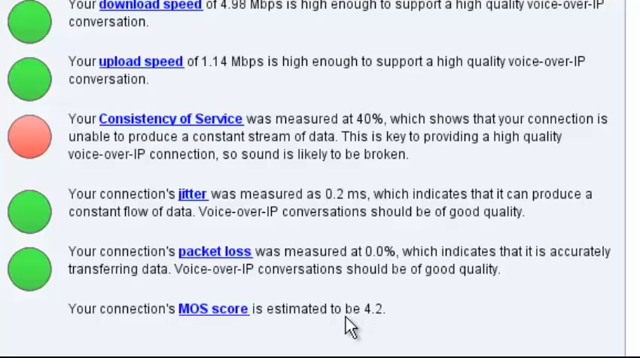 Your download speed of 4.98 Mbps is high enough to support a high quality voice-over-IP
conversation.
Your upload speed of 1.14 Mbps is high enough to support a high quality voice-over-IP
conversation.
Your Consistency of Service was measured at 40%, which shows that your connection is
unable to produce a constant stream of data. This is key to providing a high quality
voice-over-IP connection, so sound is likely to be broken.
Your connection's jitter was measured as 0.2 ms, which indicates that it can produce a
constant flow of data. Voice-over-IP conversations should be of good quality.
Your connection's packet loss was measured at 0.0%, which indicates that it is accurately
transferring data. Voice-over-IP conversations should be of good quality.
Your connection's MOS score is estimated to be 4.2.